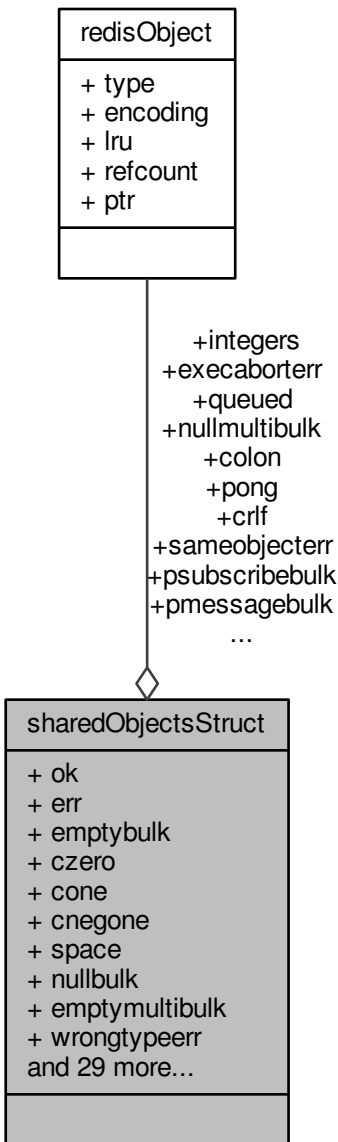 redisObject
+ type
+ encoding
+ lru
+ refcount
+ ptr
+integers
+execaborterr
+queued
+nullmultibulk
+colon
+pong
+crlf
+sameobjecterr
+psubscribebulk
+pmessagebulk
...
sharedObjectsStruct
+ ok
+ err
+ emptybulk
+ czero
+ cone
+ cnegone
+ space
+ nullbulk
+ emptymultibulk
+ wrongtypeerr
and 29 more...